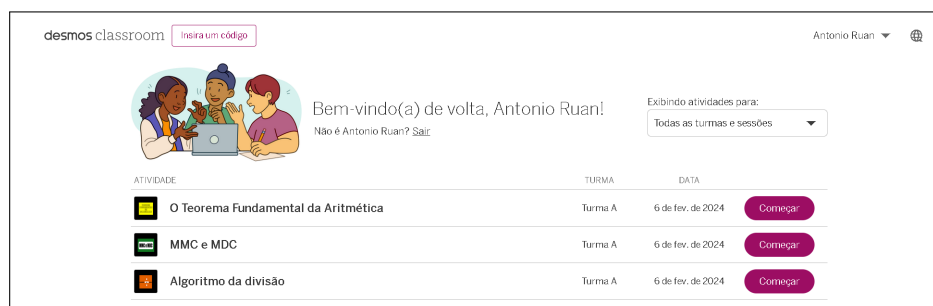 desmos classroom Insira um código Antonio Ruan
Bem-vindo(a) de volta, Antonio Ruan!
Não é Antonio Ruan? Sair
Exibindo atividades para:
Todas as turmas e sessões
ATIVIDADE TURMA DATA
O Teorema Fundamental da Aritmética Turma A 6 de fev. de 2024 Começar
MMC e MDC Turma A 6 de fev. de 2024 Começar
Algoritmo da divisão Turma A 6 de fev. de 2024 Começar